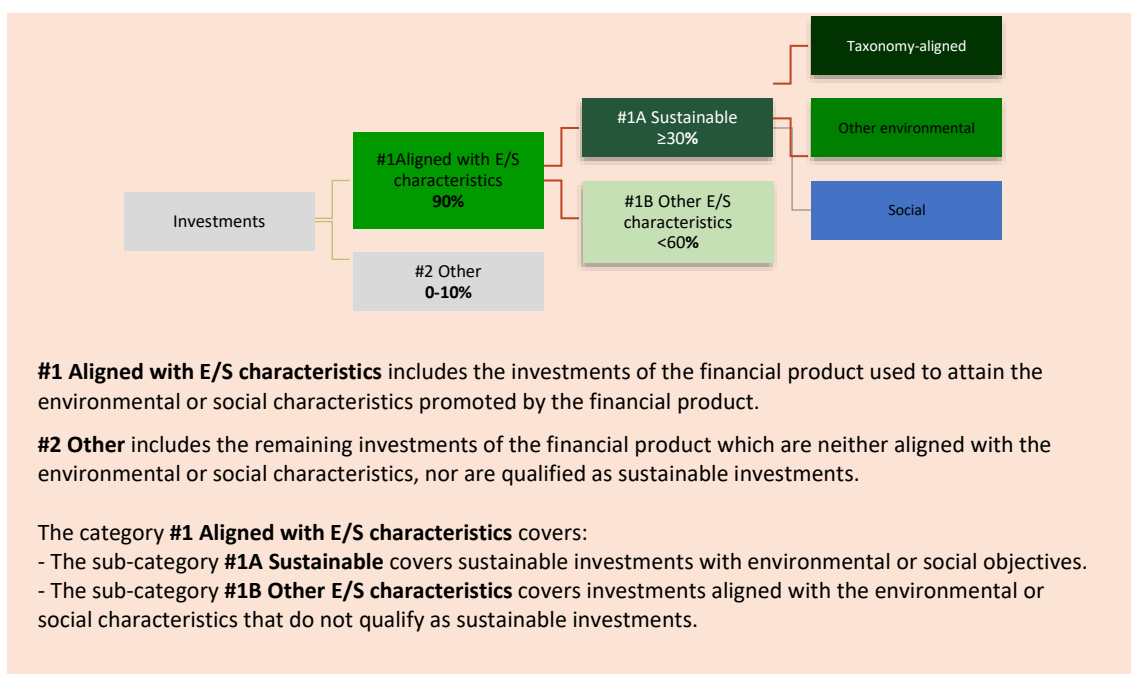 Taxonomy-aligned
#1A Sustainable
≥30%
Other environmental
#1Aligned with E/S
characteristics
90%
#1B Other E/S
characteristics
<60%
Investments
Social
#2 Other
0-10%
#1 Aligned with E/S characteristics includes the investments of the financial product used to attain the
environmental or social characteristics promoted by the financial product.
#2 Other includes the remaining investments of the financial product which are neither aligned with the
environmental or social characteristics, nor are qualified as sustainable investments.
The category #1 Aligned with E/S characteristics covers:
- The sub-category #1A Sustainable covers sustainable investments with environmental or social objectives.
- The sub-category #1B Other E/S characteristics covers investments aligned with the environmental or
social characteristics that do not qualify as sustainable investments.